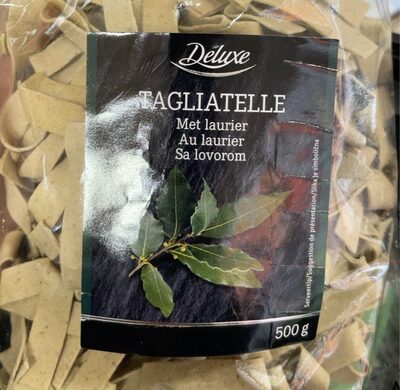 Deluxe
TAGLIATELLE
Met laurier
Au laurier
Sa lovorom
Serveertip/Suggestion de présentation/Slika je simbolična
500 g